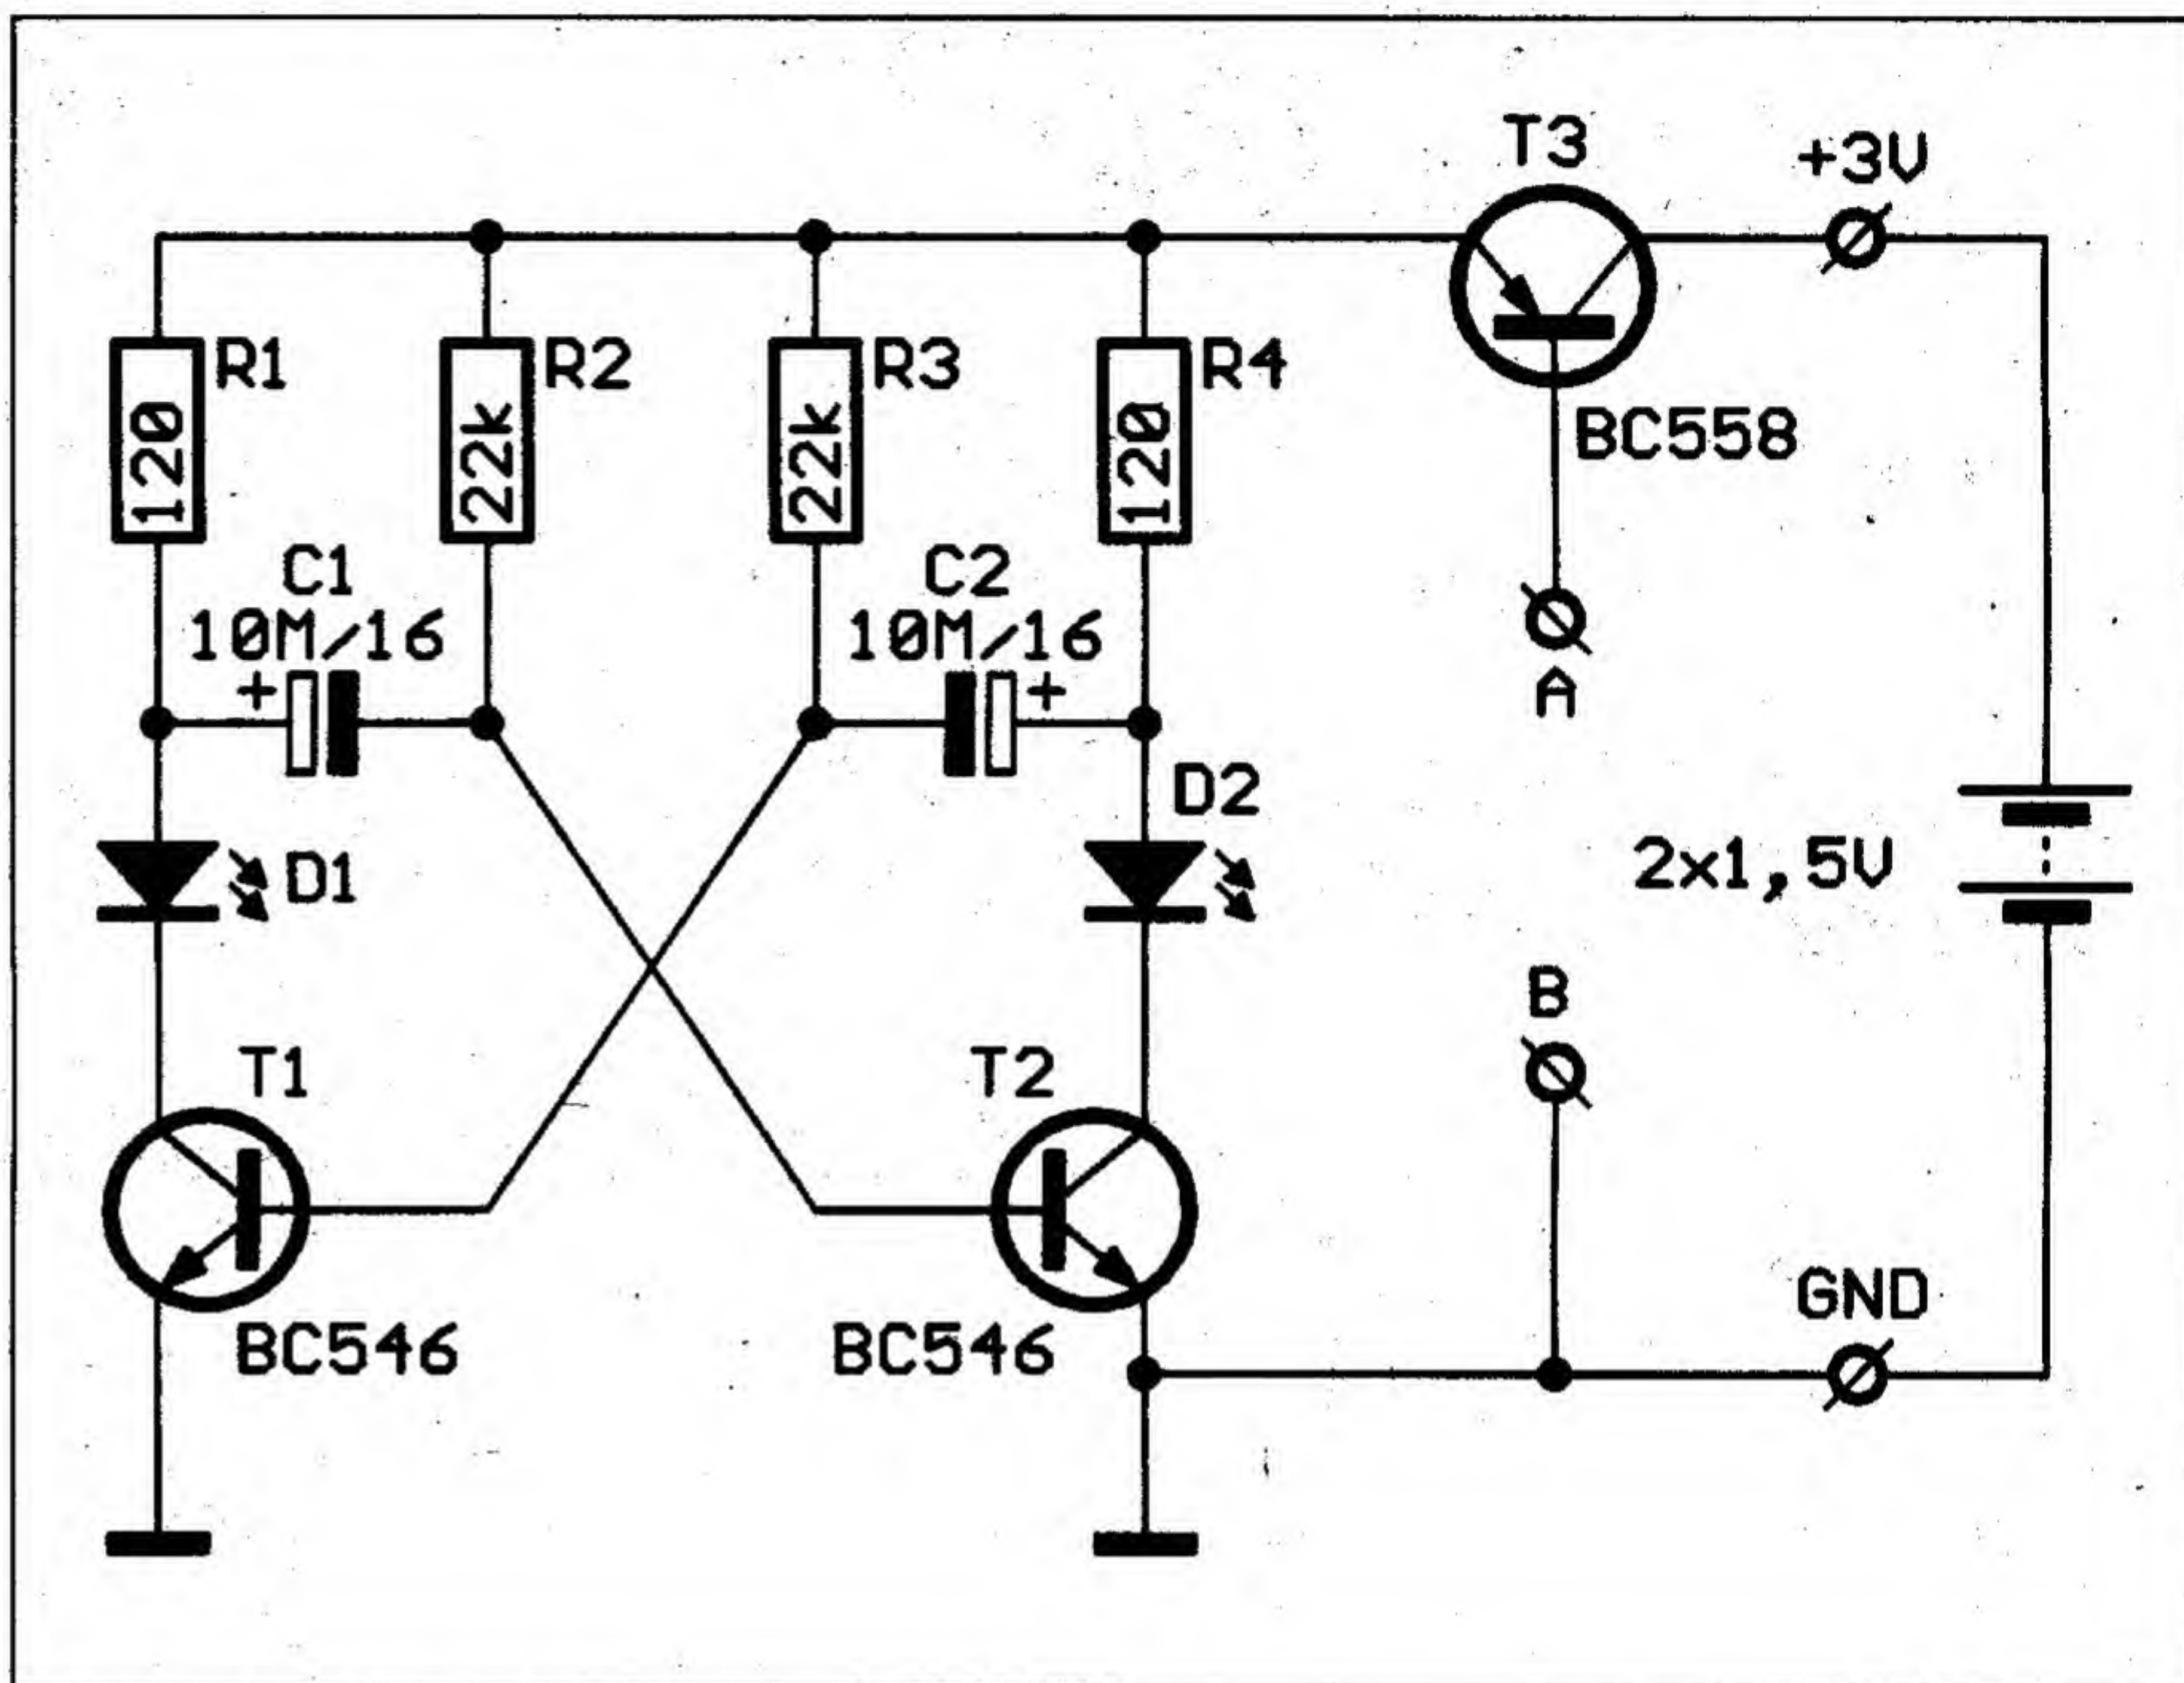 T3
+3V
R1
R2
R3
R4
120
22k
22k
120
BC558
C1
10M/16
+
C2
10M/16
+
A
D2
D1
2x1,5V
B
T1
T2
GND
BC546
BC546